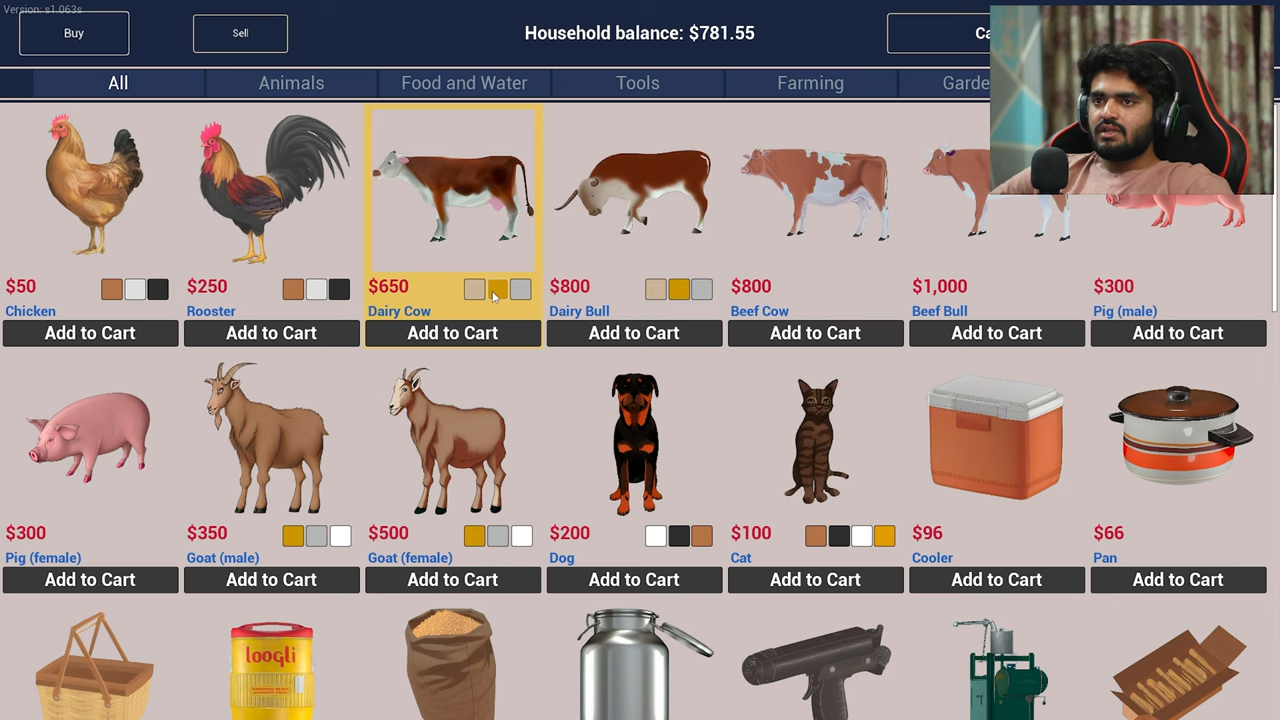 Version: s1.063s
Buy
Sell
Household balance: $781.55
Ca
All
Animals
Food and Water
Tools
Farming
Garde
$50
$250
$650
$800
$800
$1,000
$300
Chicken
Rooster
Dairy Cow
Dairy Bull
Beef Cow
Beef Bull
Pig (male)
Add to Cart
Add to Cart
Add to Cart
Add to Cart
Add to Cart
Add to Cart
Add to Cart
$300
$350
$500
$200
$100
$96
$66
Pig (female)
Goat (male)
Goat (female)
Dog
Cat
Cooler
Pan
Add to Cart
Add to Cart
Add to Cart
Add to Cart
Add to Cart
Add to Cart
Add to Cart
loogli